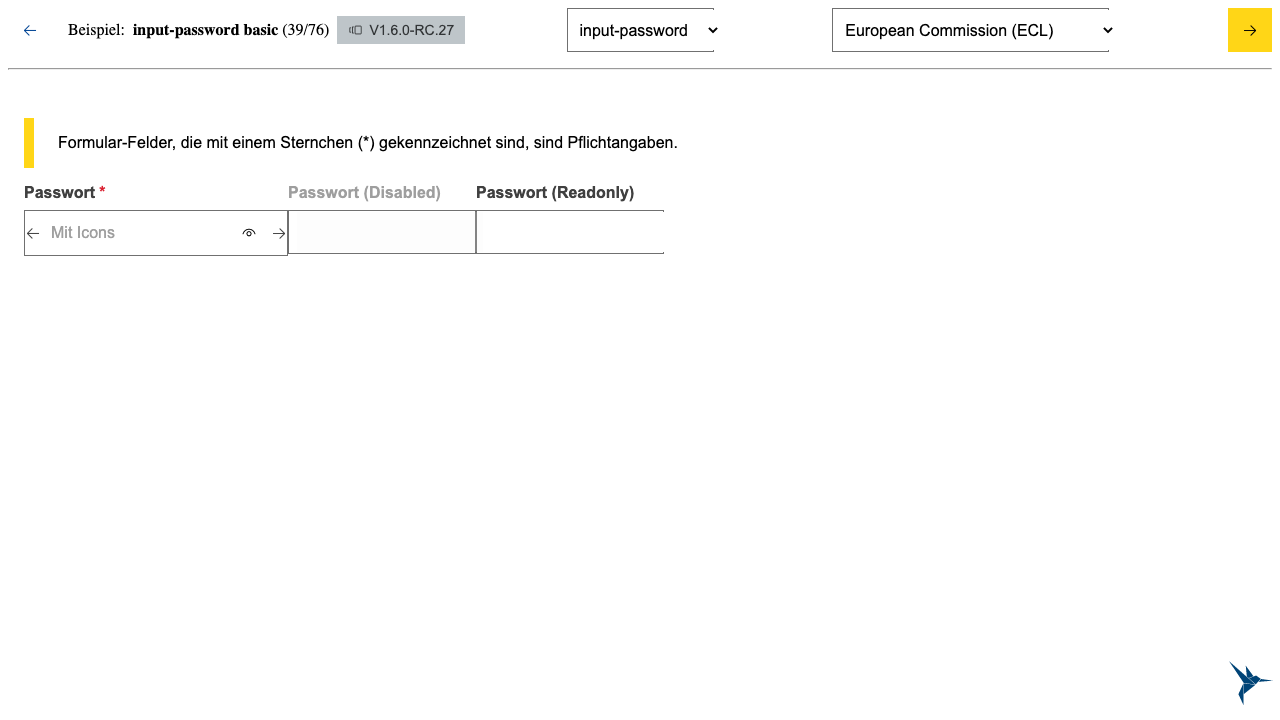 Beispiel: input-password basic (39/76) V1.6.0-RC.27 input-password European Commission (ECL)
Formular-Felder, die mit einem Sternchen (*) gekennzeichnet sind, sind Pflichtangaben.
Passwort * Passwort (Disabled) Passwort (Readonly)
Mit Icons